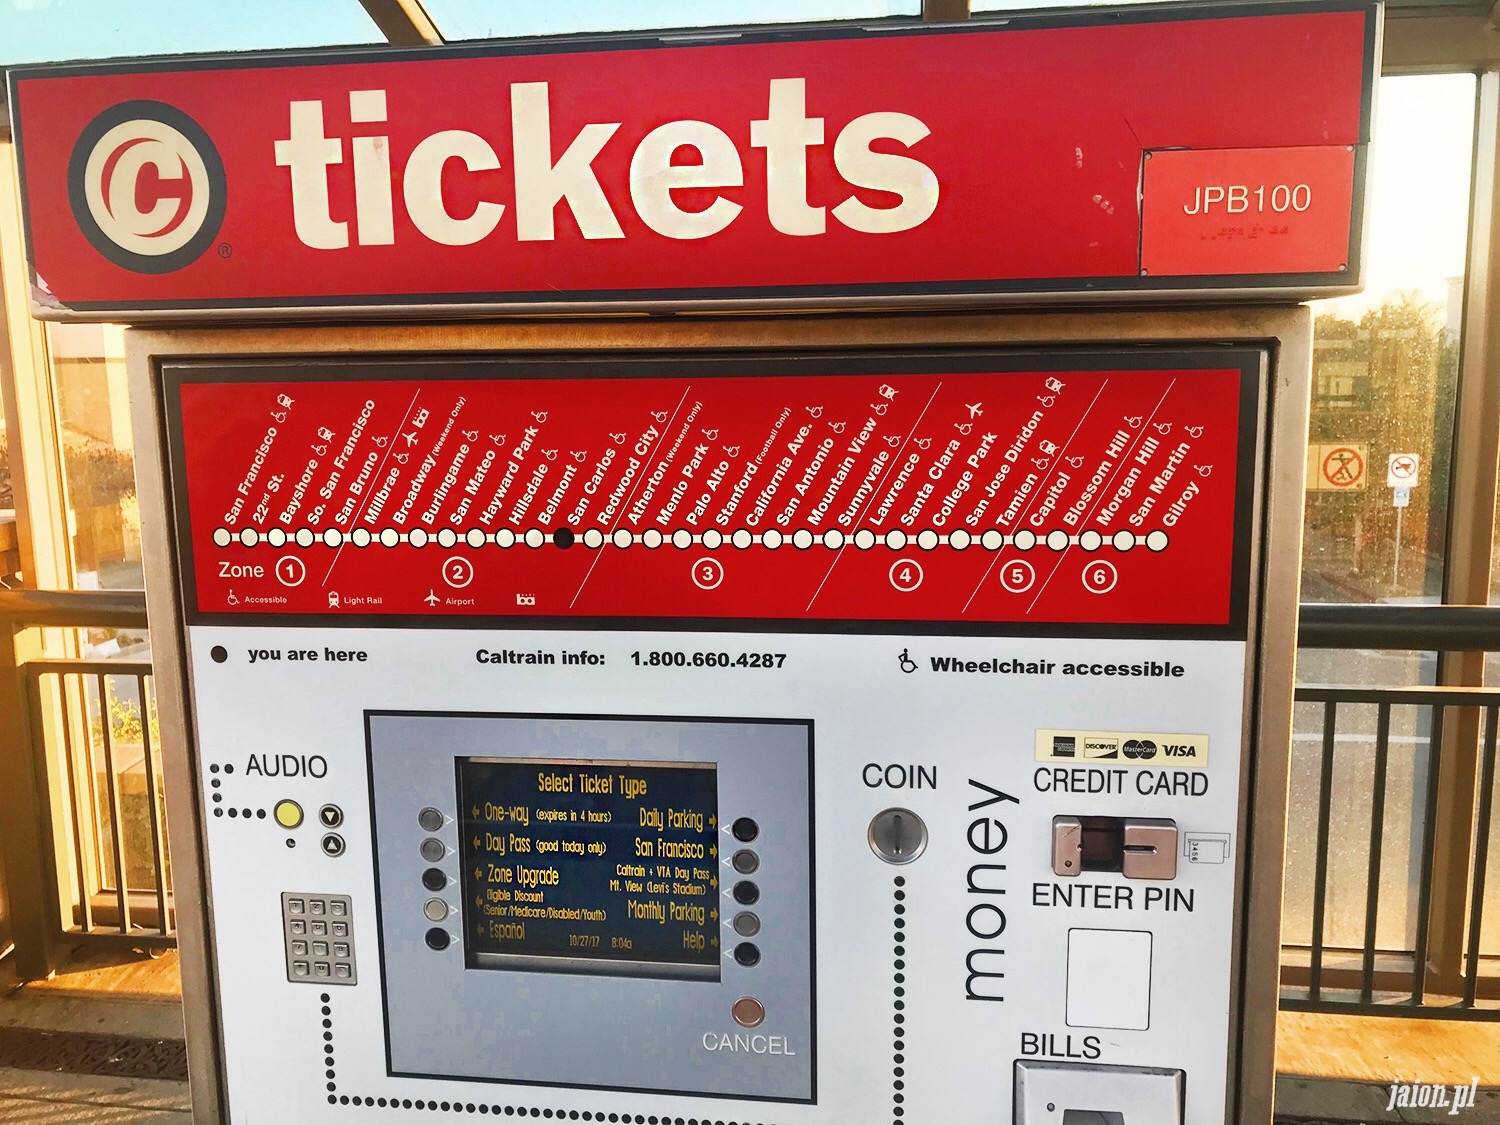 C ®
tickets
JPB100
San Francisco
22nd St.
Bayshore
So. San Francisco
San Bruno
Millbrae
Broadway (Weekend Only)
Burlingame
San Mateo
Hayward Park
Hillsdale
Belmont
San Carlos
Redwood City
Atherton (Weekend Only)
Menlo Park
Palo Alto
Stanford (Football Only)
California Ave.
San Antonio
Mountain View
Sunnyvale
Lawrence
Santa Clara
College Park
San Jose Diridon
Tamien
Capitol
Blossom Hill
Morgan Hill
San Martin
Gilroy
Zone 1 2 3 4 5 6
Accessible Light Rail Airport ba
you are here Caltrain info: 1.800.660.4287 Wheelchair accessible
AUDIO
Select Ticket Type
One-way (expires in 4 hours) Daily Parking
Day Pass (good today only) San Francisco
Zone Upgrade Caltrain + VTA Day Pass
Mt. View (Levi's Stadium)
Eligible Discount
(Senior/Medicare/Disabled/Youth) Monthly Parking
Español 10/27/17 8:04a Help
CANCEL
COIN
money
DISCOVER MasterCard VISA
CREDIT CARD
3456
ENTER PIN
BILLS
jaion.pl